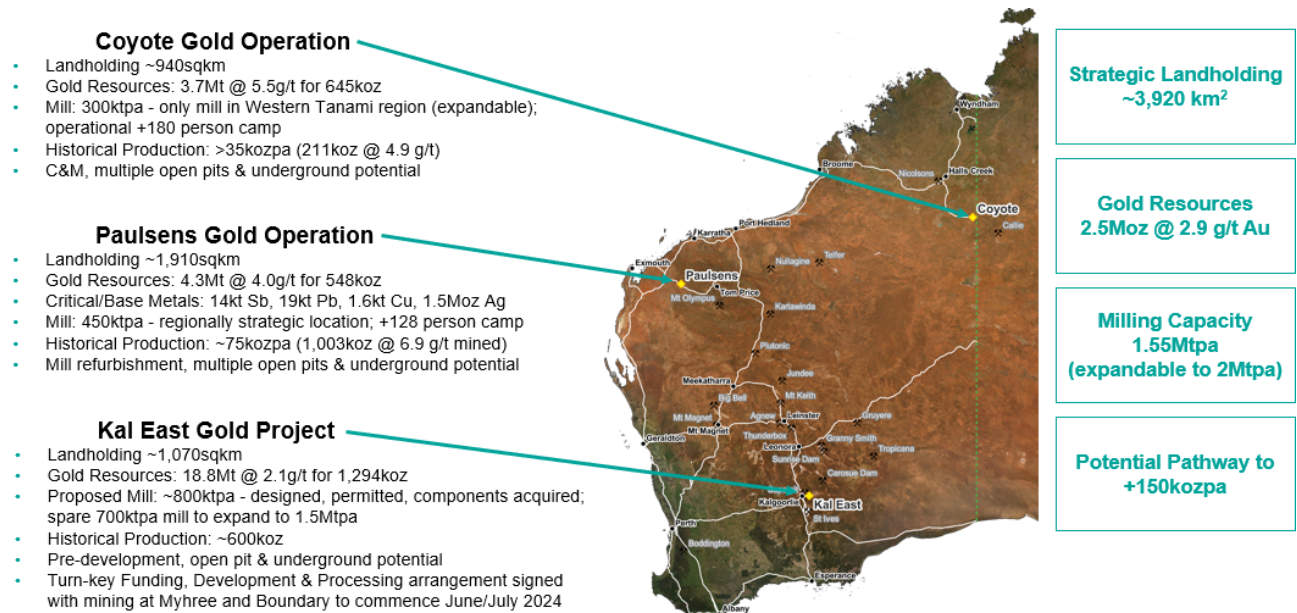 Coyote Gold Operation
• Landholding ~940sqkm
• Gold Resources: 3.7Mt @ 5.5g/t for 645koz
• Mill: 300ktpa - only mill in Western Tanami region (expandable);
operational +180 person camp
• Historical Production: >35kozpa (211koz @ 4.9 g/t)
• C&M, multiple open pits & underground potential
Paulsens Gold Operation
• Landholding ~1,910sqkm
• Gold Resources: 4.3Mt @ 4.0g/t for 548koz
• Critical/Base Metals: 14kt Sb, 19kt Pb, 1.6kt Cu, 1.5Moz Ag
• Mill: 450ktpa - regionally strategic location; +128 person camp
• Historical Production: ~75kozpa (1,003koz @ 6.9 g/t mined)
• Mill refurbishment, multiple open pits & underground potential
Kal East Gold Project
• Landholding ~1,070sqkm
• Gold Resources: 18.8Mt @ 2.1g/t for 1,294koz
• Proposed Mill: ~800ktpa - designed, permitted, components acquired;
spare 700ktpa mill to expand to 1.5Mtpa
• Historical Production: ~600koz
• Pre-development, open pit & underground potential
• Turn-key Funding, Development & Processing arrangement signed
with mining at Myhree and Boundary to commence June/July 2024
Wyndham
Broome
Nicolsons
Halls Creek
Coyote
Callie
Port Hedland
Karratha
Exmouth
Nullagine
Telfer
Paulsens
Tom Price
Mt Olympus
Karlawinda
Plutonic
Jundee
Meekatharra
Big Bell
Mt Keith
Mt Magnet
Mt Magnet
Agnew
Leinster
Gruyere
Geraldton
Thunderbox
Leonora
Granny Smith
Sunrise Dam
Tropicana
Carosue Dam
Kalgoorlie
Kal East
St Ives
Perth
Boddington
Esperance
Albany
Strategic Landholding
~3,920 km²
Gold Resources
2.5Moz @ 2.9 g/t Au
Milling Capacity
1.55Mtpa
(expandable to 2Mtpa)
Potential Pathway to
+150kozpa